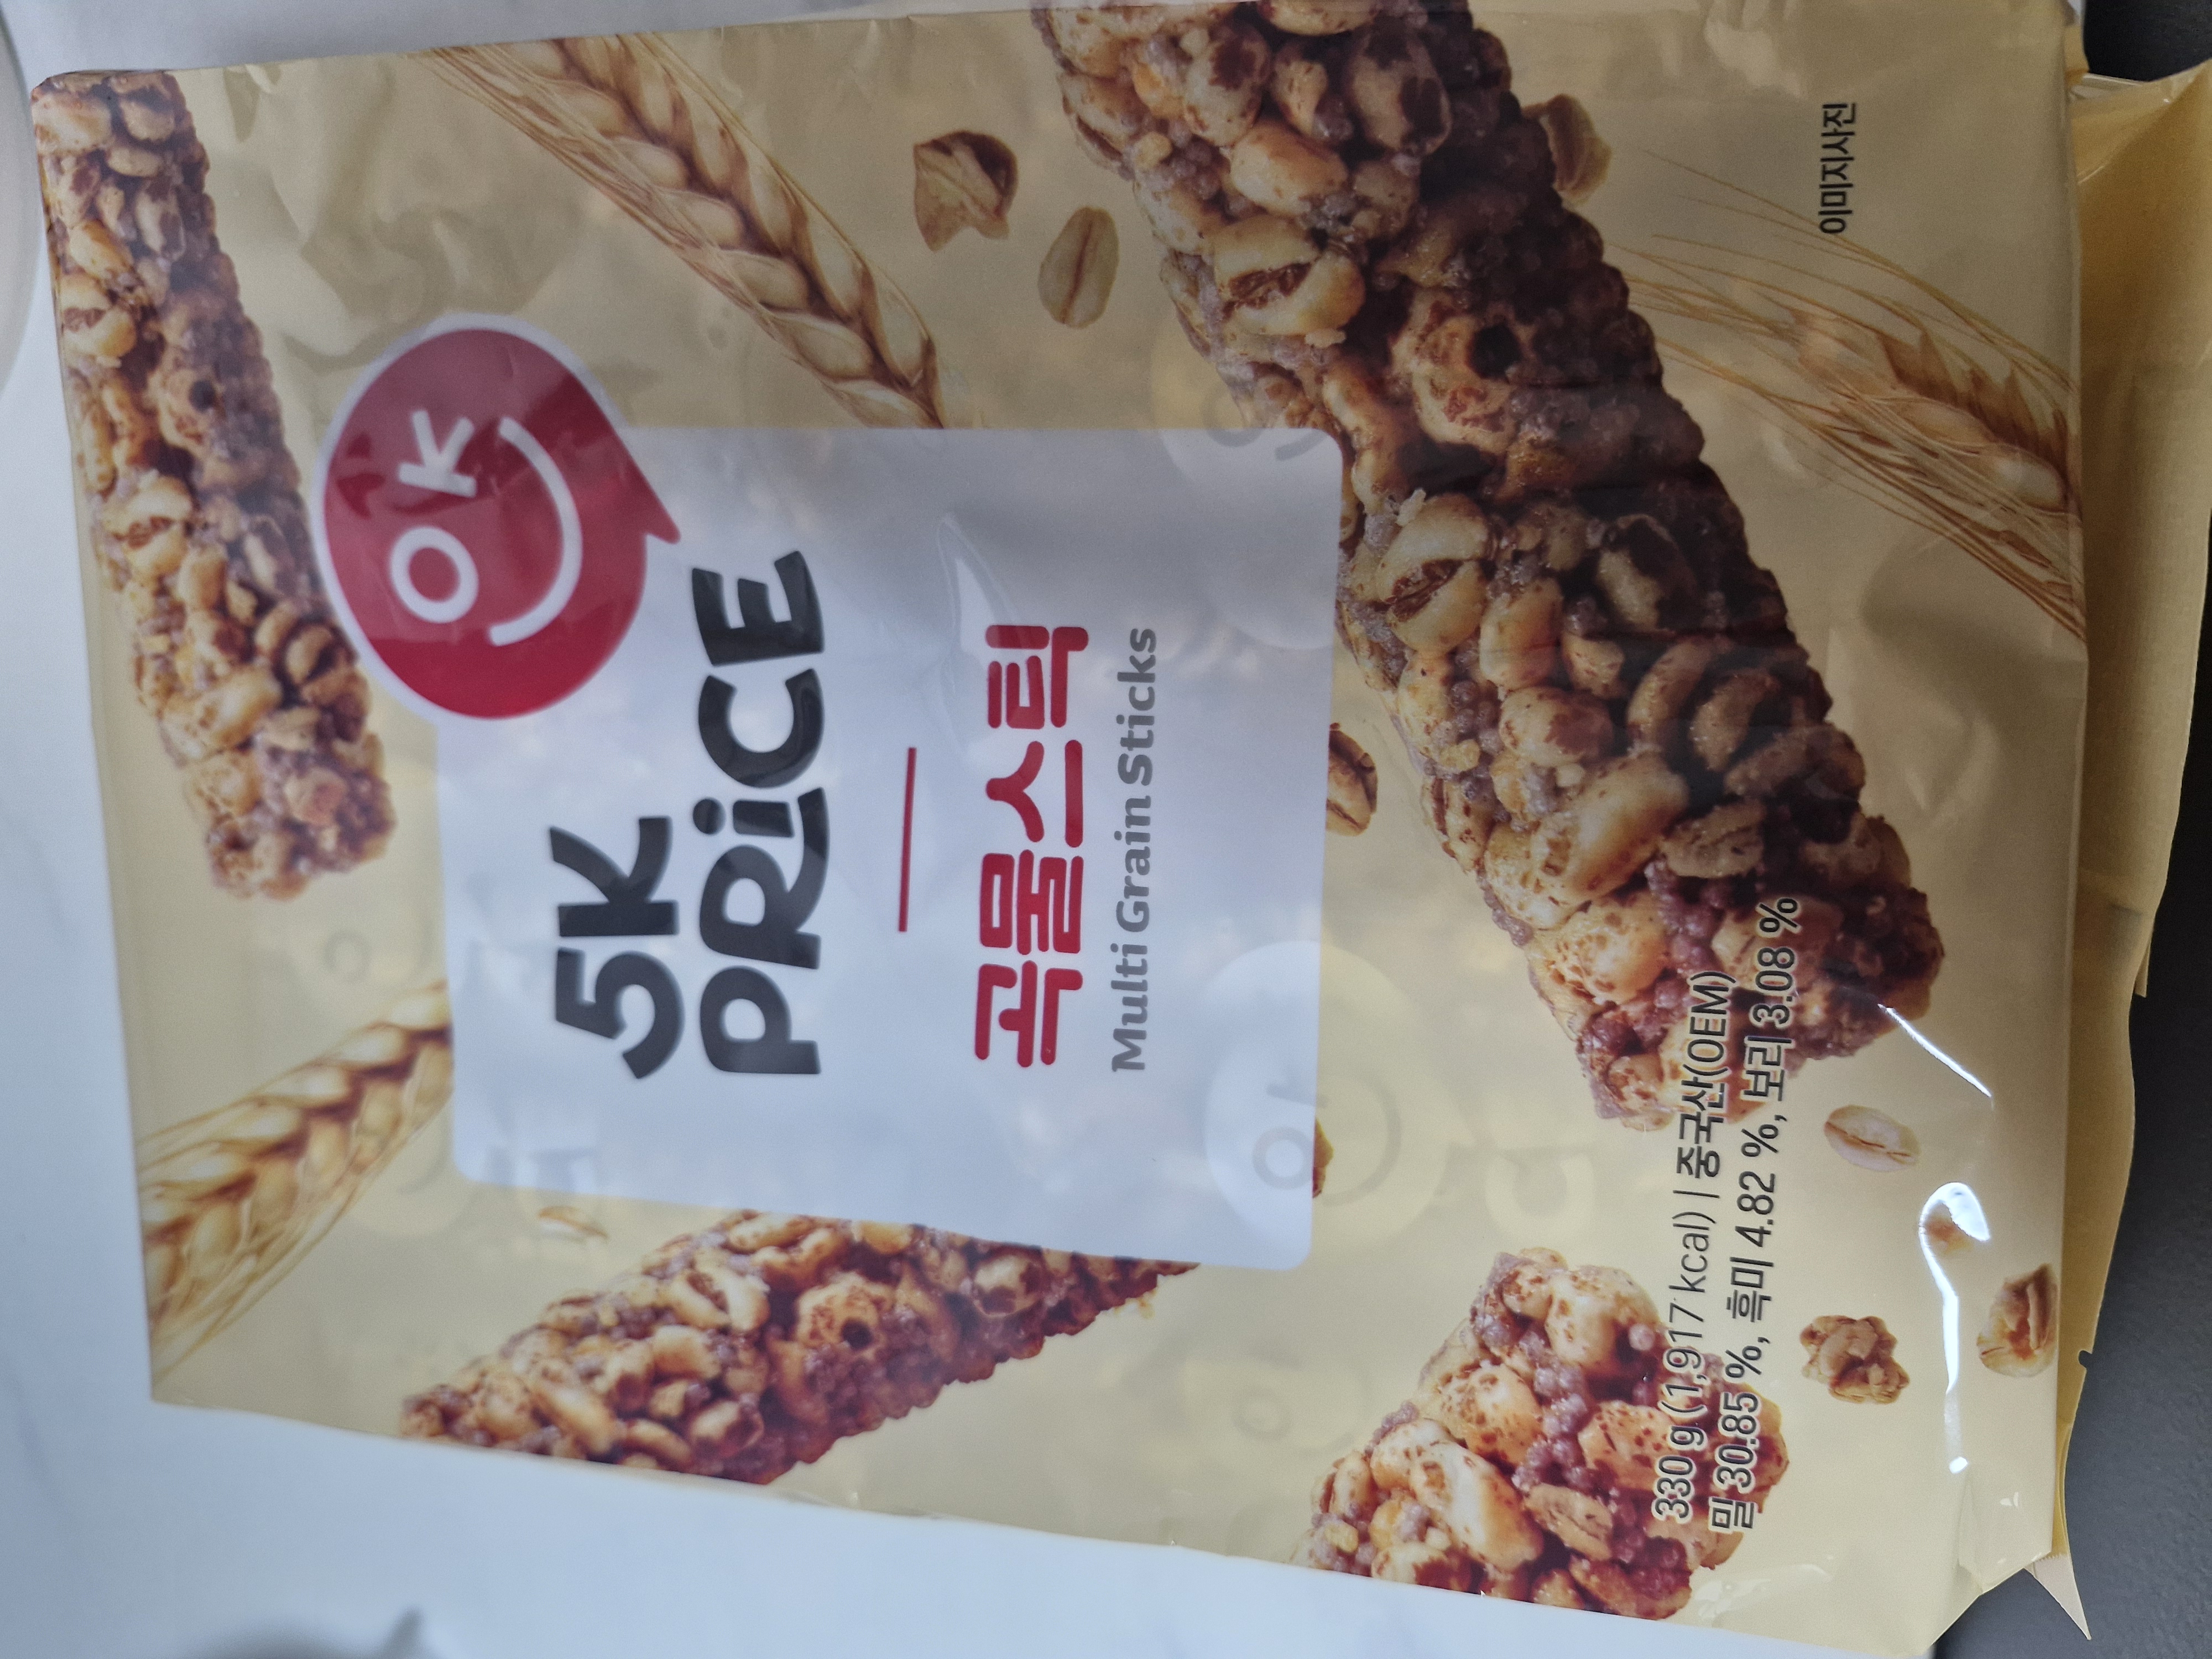 OK
5K
PRiCE
곡물스틱
Multi Grain Sticks
330 g (1,917 kcal) | 중국산(OEM)
밀 30.85 %, 흑미 4.82 %, 보리 3.08 %
이미지사진